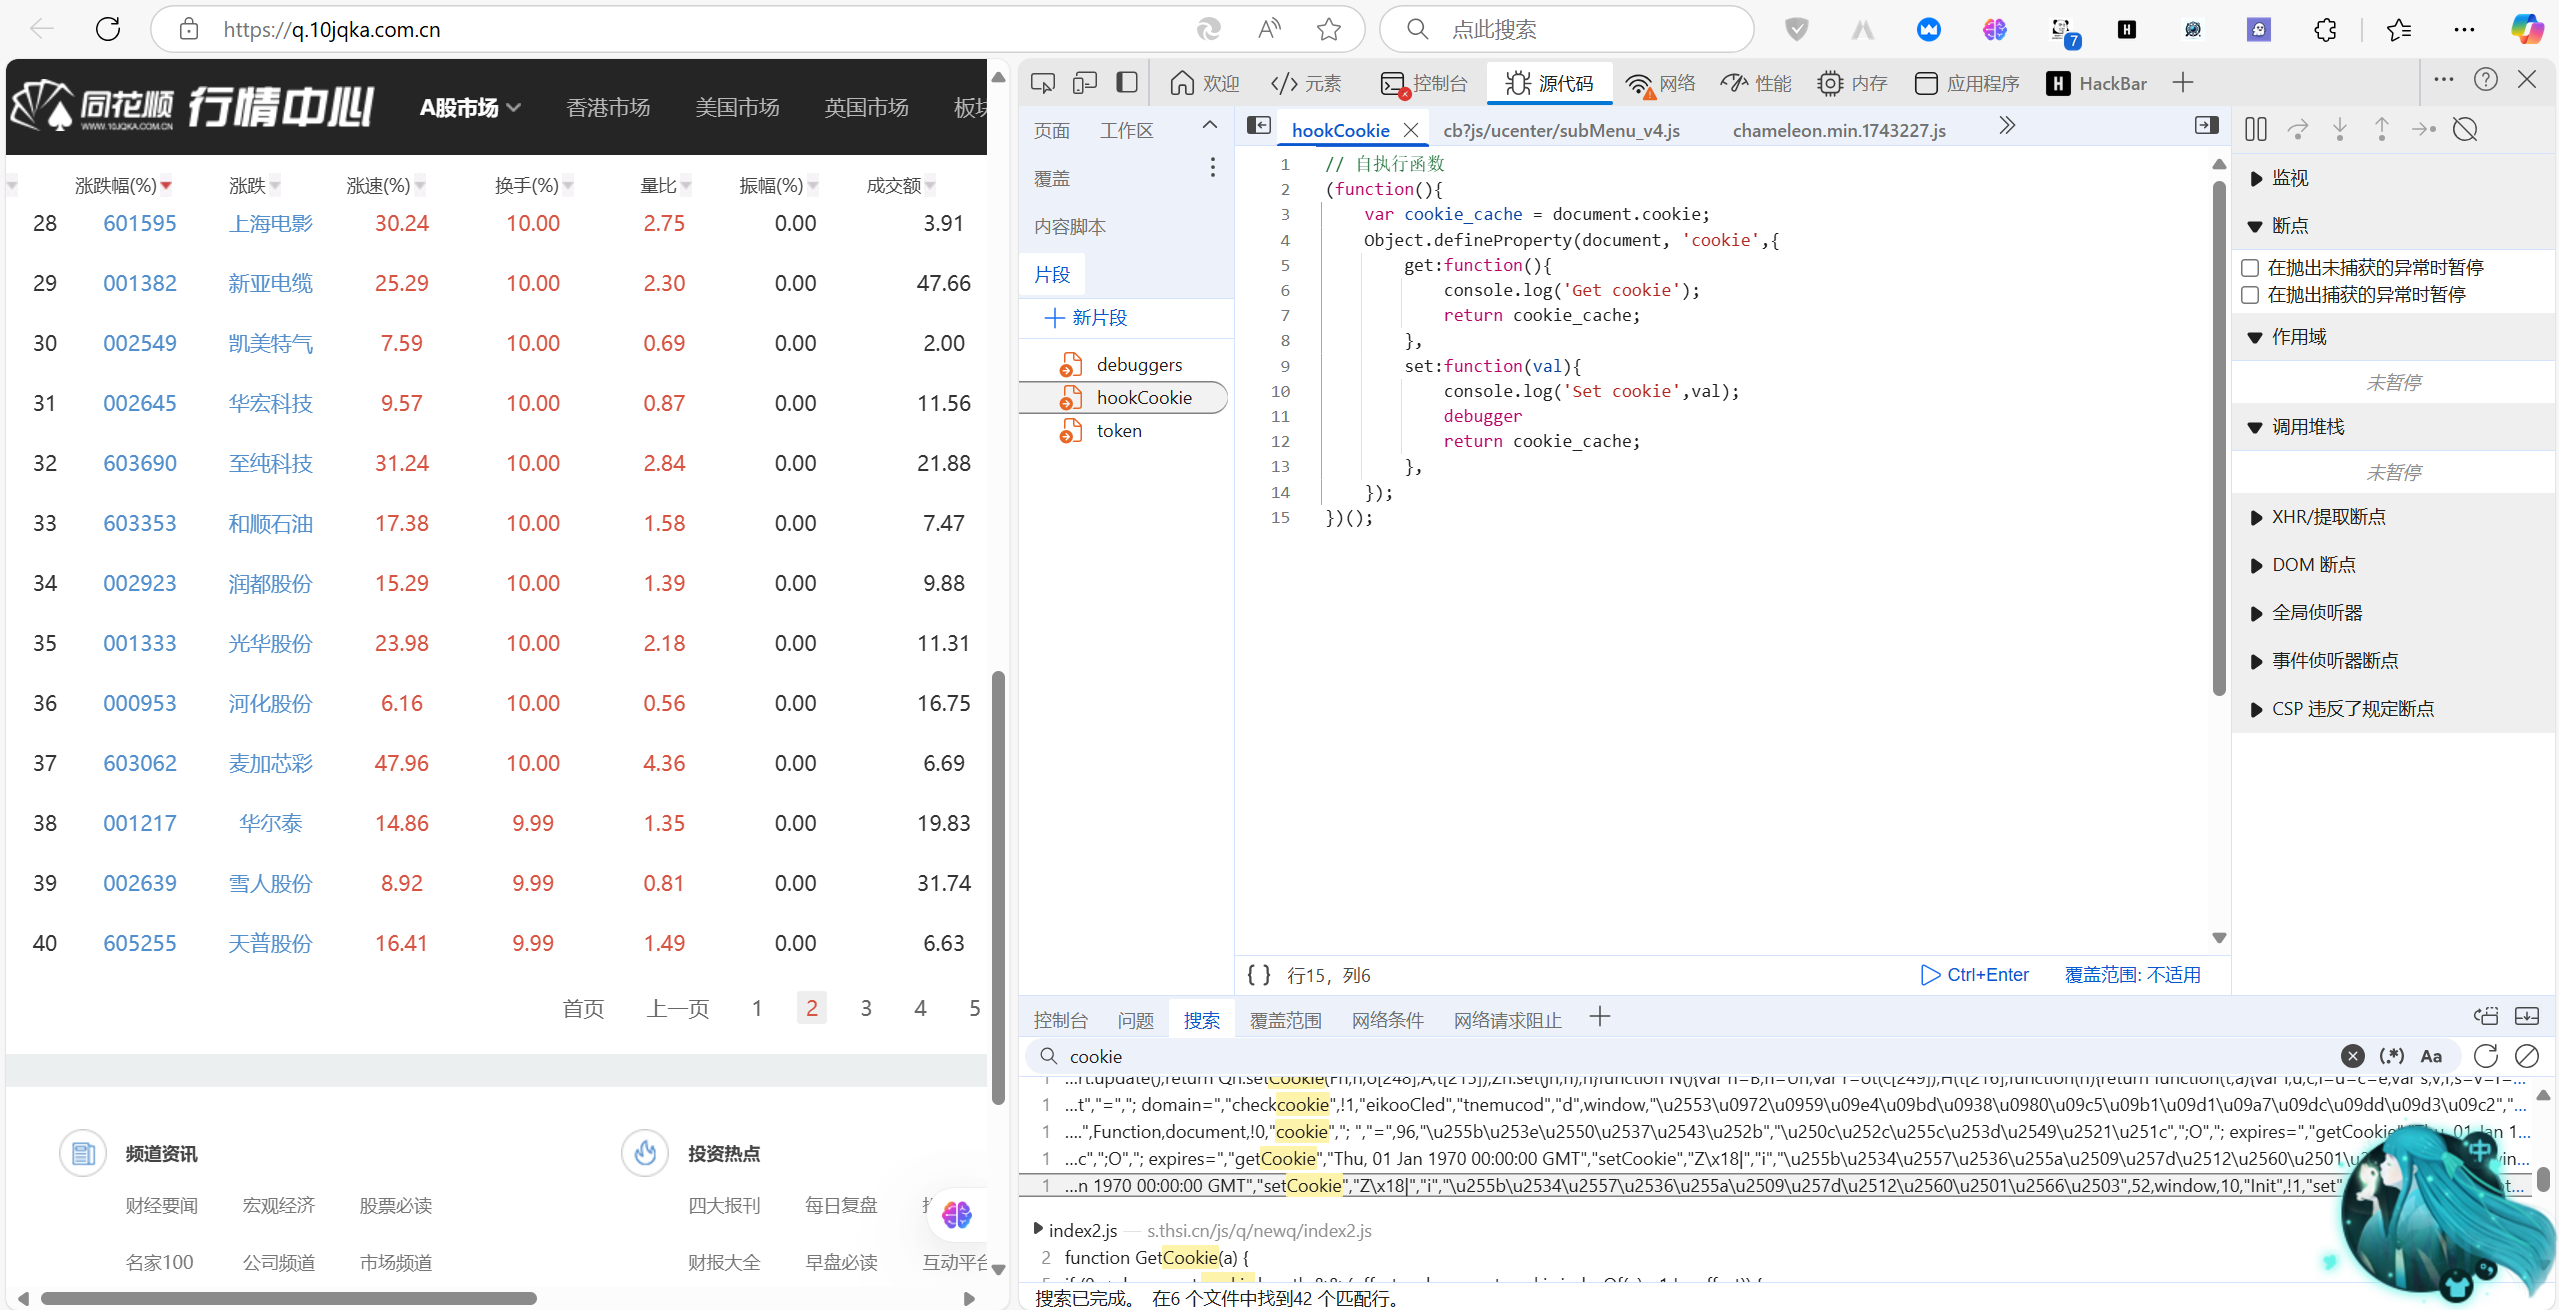 https://q.10jqka.com.cn
点此搜索
7
同花顺
WWW.10JQKA.COM.CN
行情中心
A股市场
香港市场
美国市场
英国市场
板块
涨跌幅(%) 涨跌 涨速(%) 换手(%) 量比 振幅(%) 成交额
28 601595 上海电影 30.24 10.00 2.75 0.00 3.91
29 001382 新亚电缆 25.29 10.00 2.30 0.00 47.66
30 002549 凯美特气 7.59 10.00 0.69 0.00 2.00
31 002645 华宏科技 9.57 10.00 0.87 0.00 11.56
32 603690 至纯科技 31.24 10.00 2.84 0.00 21.88
33 603353 和顺石油 17.38 10.00 1.58 0.00 7.47
34 002923 润都股份 15.29 10.00 1.39 0.00 9.88
35 001333 光华股份 23.98 10.00 2.18 0.00 11.31
36 000953 河化股份 6.16 10.00 0.56 0.00 16.75
37 603062 麦加芯彩 47.96 10.00 4.36 0.00 6.69
38 001217 华尔泰 14.86 9.99 1.35 0.00 19.83
39 002639 雪人股份 8.92 9.99 0.81 0.00 31.74
40 605255 天普股份 16.41 9.99 1.49 0.00 6.63
首页 上一页 1 2 3 4 5
频道资讯
财经要闻 宏观经济 股票必读
名家100 公司频道 市场频道
投资热点
四大报刊 每日复盘
财报大全 早盘必读 互动平台
欢迎 元素 控制台 源代码 网络 性能 内存 应用程序 HackBar
页面 工作区
覆盖
内容脚本
片段
新片段
debuggers
hookCookie
token
hookCookie
cb?js/ucenter/subMenu_v4.js
chameleon.min.1743227.js
1 // 自执行函数
2 (function(){
3 var cookie_cache = document.cookie;
4 Object.defineProperty(document, 'cookie',{
5 get:function(){
6 console.log('Get cookie');
7 return cookie_cache;
8 },
9 set:function(val){
10 console.log('Set cookie',val);
11 debugger
12 return cookie_cache;
13 },
14 });
15 })();
{ } 行15，列6
Ctrl+Enter
覆盖范围: 不适用
监视
断点
在抛出未捕获的异常时暂停
在抛出捕获的异常时暂停
作用域
未暂停
调用堆栈
未暂停
XHR/提取断点
DOM 断点
全局侦听器
事件侦听器断点
CSP 违反了规定断点
控制台 问题 搜索 覆盖范围 网络条件 网络请求阻止
cookie
(.*) Aa
1 ...t","=","; domain=","checkcookie",!1,"eikooCled","tnemucod","d",window,"\u2553\u0972\u0959\u09e4\u09bd\u0938\u0980\u09c5\u09b1\u09d1\u09a7\u09dc\u09dd\u09d3\u09c2","...
1 ....",Function,document,!0,"cookie","; ","=",96,"\u255b\u253e\u2550\u2537\u2543\u252b","\u250c\u252c\u255c\u253d\u2549\u2521\u251c",";O","; expires=","getCookie","Thu, 01 Jan 1...
1 ...c",";O","; expires=","getCookie","Thu, 01 Jan 1970 00:00:00 GMT","setCookie","Z\x18|","i","\u255b\u2534\u2557\u2536\u255a\u2509\u257d\u2512\u2560\u2501\u
1 ...n 1970 00:00:00 GMT","setCookie","Z\x18|","i","\u255b\u2534\u2557\u2536\u255a\u2509\u257d\u2512\u2560\u2501\u2566\u2503",52,window,10,"Init",!1,"set"
index2.js — s.thsi.cn/js/q/newq/index2.js
2 function GetCookie(a) {
搜索已完成。 在6 个文件中找到42 个匹配行。
中